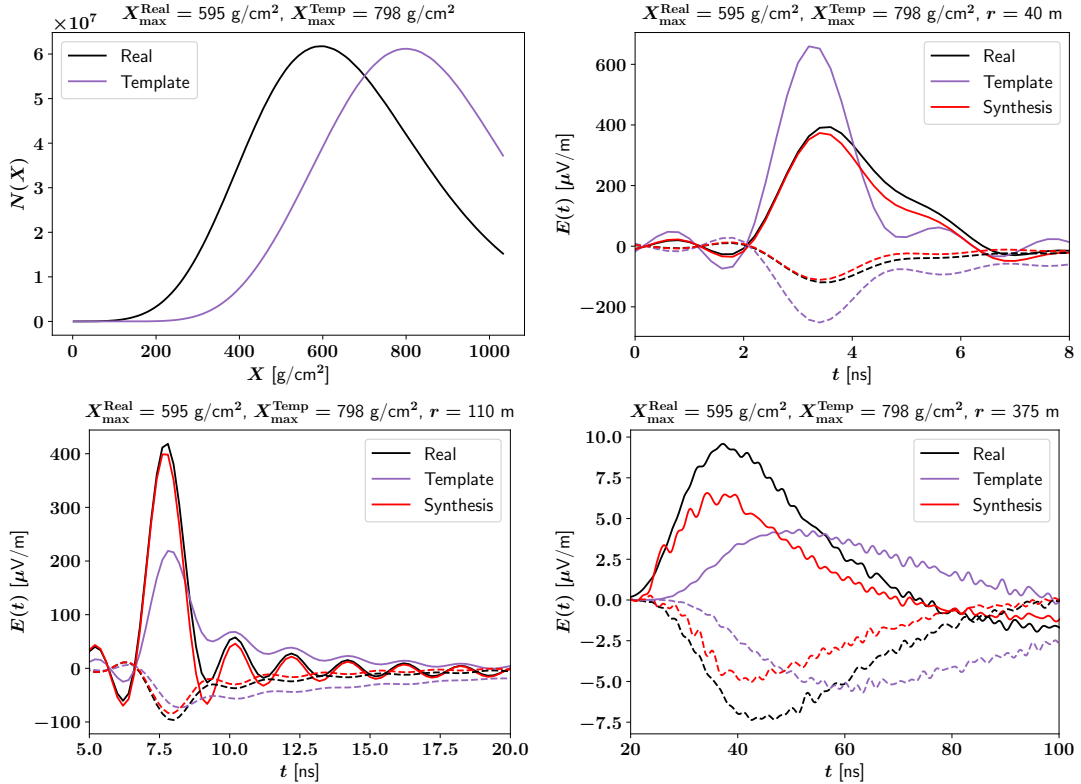 X_max^Real = 595 g/cm², X_max^Temp = 798 g/cm²
×10⁷
Real
Template
N(X)
6
5
4
3
2
1
0
0 200 400 600 800 1000
X [g/cm²]
X_max^Real = 595 g/cm², X_max^Temp = 798 g/cm², r = 40 m
Real
Template
Synthesis
E(t) [μV/m]
600
400
200
0
−200
0 2 4 6 8
t [ns]
X_max^Real = 595 g/cm², X_max^Temp = 798 g/cm², r = 110 m
Real
Template
Synthesis
E(t) [μV/m]
400
300
200
100
0
−100
5.0 7.5 10.0 12.5 15.0 17.5 20.0
t [ns]
X_max^Real = 595 g/cm², X_max^Temp = 798 g/cm², r = 375 m
Real
Template
Synthesis
E(t) [μV/m]
10.0
7.5
5.0
2.5
0.0
−2.5
−5.0
−7.5
20 40 60 80 100
t [ns]